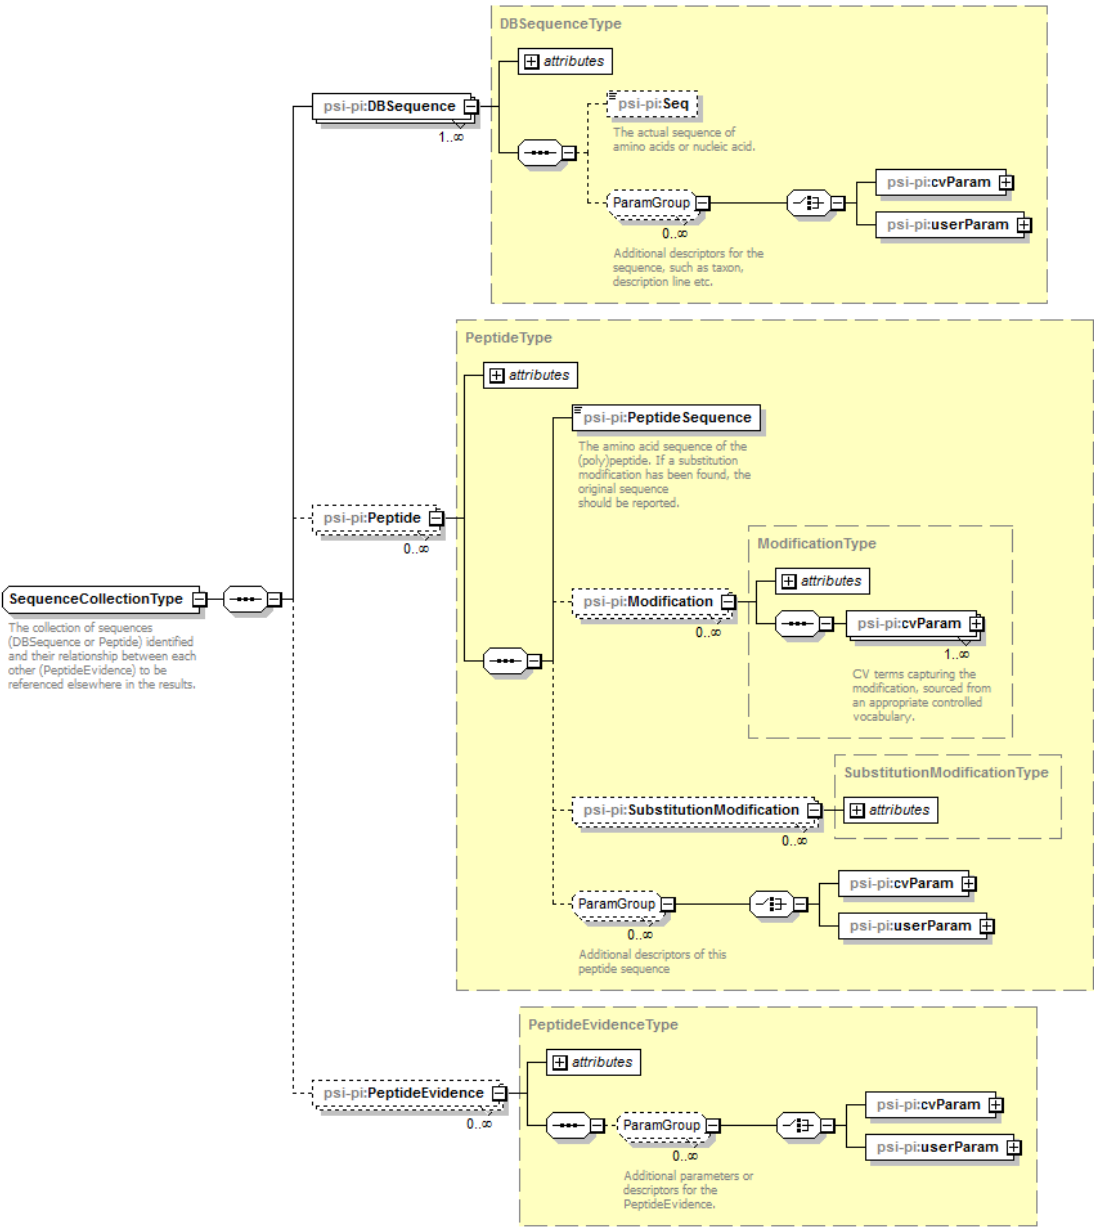 DBSequenceType
attributes
psi-pi:DBSequence
1..∞
psi-pi:Seq
The actual sequence of
amino acids or nucleic acid.
ParamGroup
0..∞
Additional descriptors for the
sequence, such as taxon,
description line etc.
psi-pi:cvParam
psi-pi:userParam
PeptideType
attributes
psi-pi:PeptideSequence
The amino acid sequence of the
(poly)peptide. If a substitution
modification has been found, the
original sequence
should be reported.
psi-pi:Peptide
0..∞
ModificationType
attributes
psi-pi:Modification
0..∞
psi-pi:cvParam
1..∞
CV terms capturing the
modification, sourced from
an appropriate controlled
vocabulary.
SequenceCollectionType
The collection of sequences
(DBSequence or Peptide) identified
and their relationship between each
other (PeptideEvidence) to be
referenced elsewhere in the results.
SubstitutionModificationType
psi-pi:SubstitutionModification
0..∞
attributes
ParamGroup
0..∞
Additional descriptors of this
peptide sequence
psi-pi:cvParam
psi-pi:userParam
PeptideEvidenceType
attributes
psi-pi:PeptideEvidence
0..∞
ParamGroup
0..∞
Additional parameters or
descriptors for the
PeptideEvidence.
psi-pi:cvParam
psi-pi:userParam